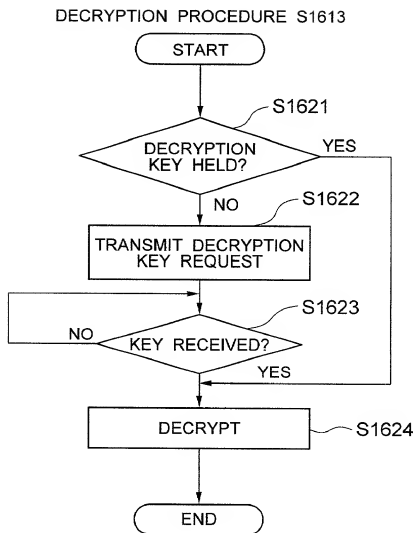 DECRYPTION PROCEDURE S1613
START
S1621
DECRYPTION
KEY HELD?
YES
NO
S1622
TRANSMIT DECRYPTION
KEY REQUEST
S1623
NO
KEY RECEIVED?
YES
DECRYPT
S1624
END